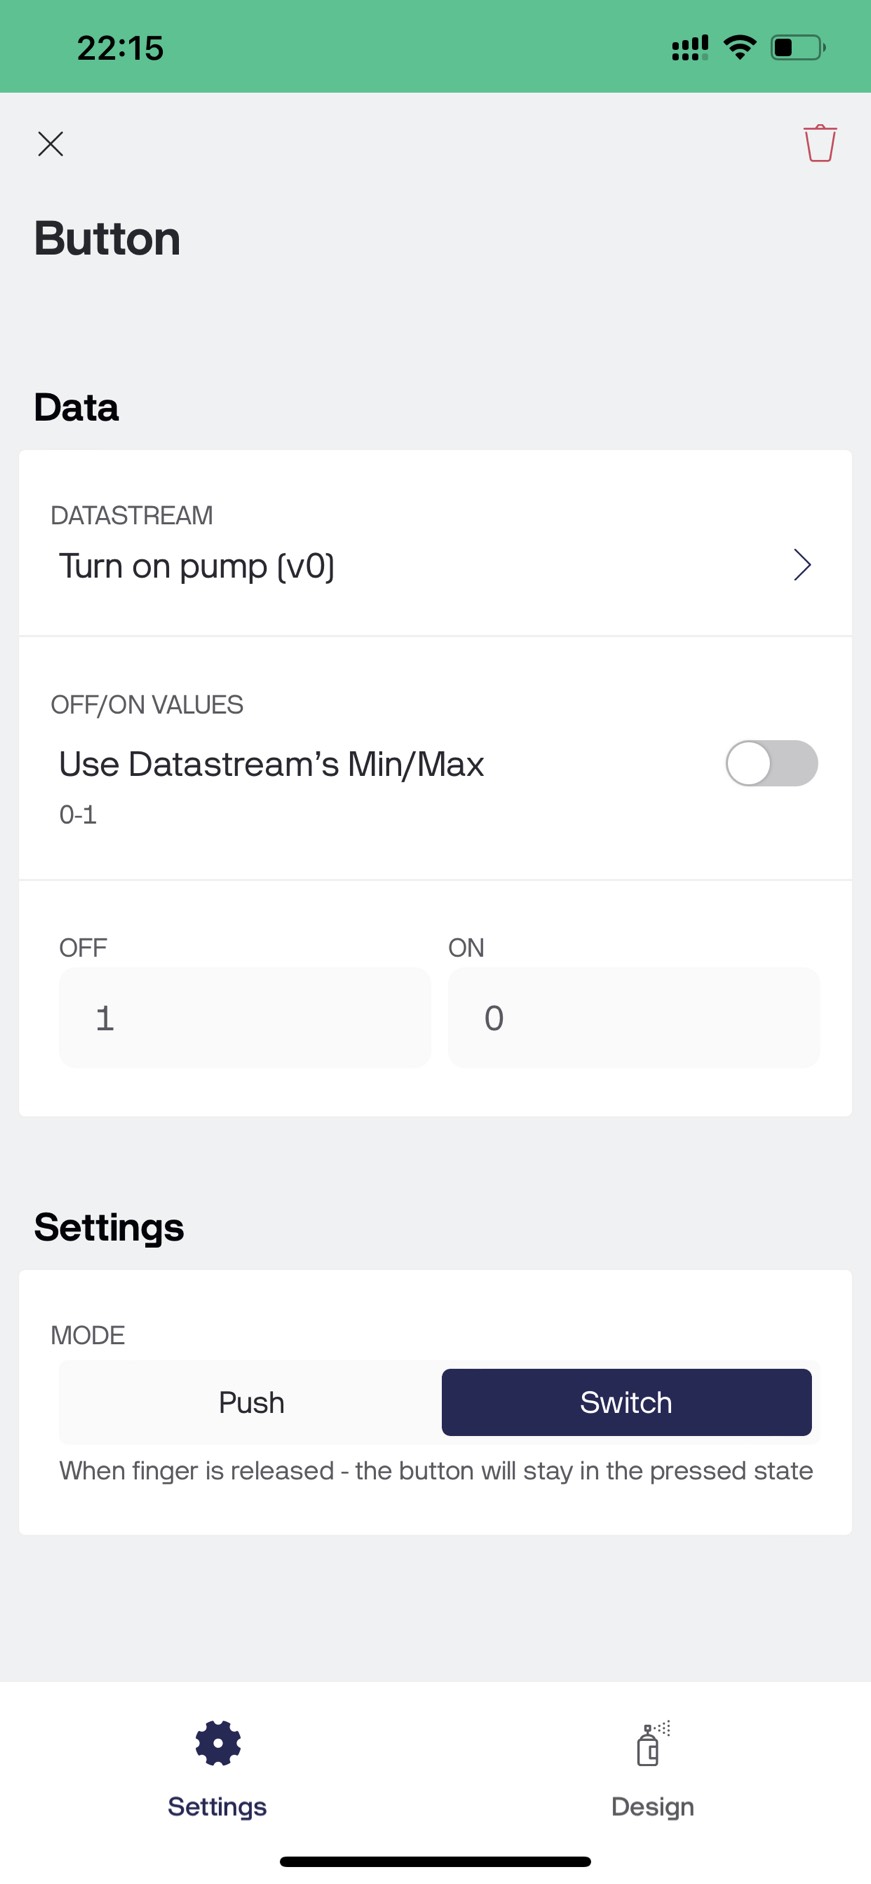 22:15
Button
Data
DATASTREAM
Turn on pump (v0)
OFF/ON VALUES
Use Datastream’s Min/Max
0-1
OFF ON
1 0
Settings
MODE
Push Switch
When finger is released - the button will stay in the pressed state
Settings Design